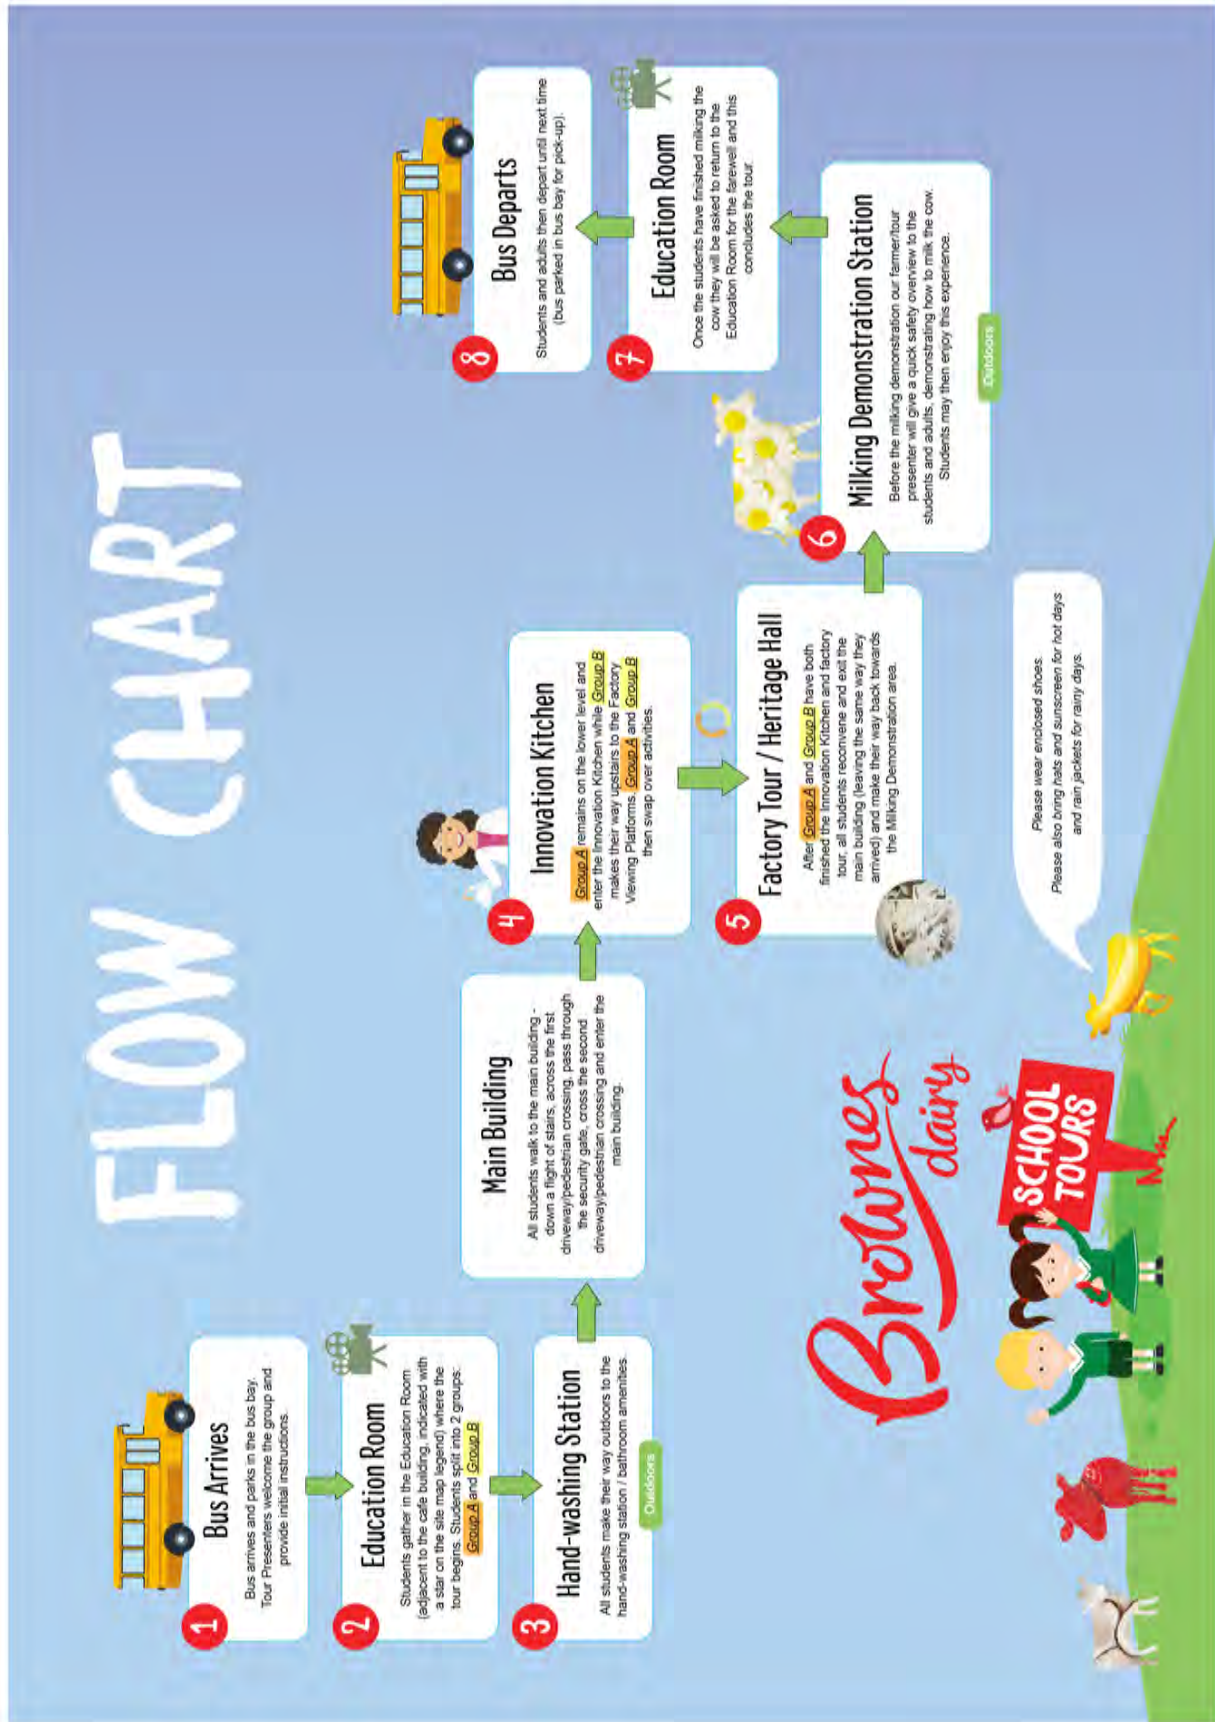 FLOW CHART
1
Bus Arrives
Bus arrives and parks in the bus bay.
Tour Presenters welcome the group and
provide initial instructions.
2
Education Room
Students gather in the Education Room
(adjacent to the cafe building, indicated with
a star on the site map legend) where the
tour begins. Students split into 2 groups:
Group A and Group B
3
Hand-washing Station
All students make their way outdoors to the
hand-washing station / bathroom amenities.
Outdoors
Main Building
All students walk to the main building -
down a flight of stairs, across the first
driveway/pedestrian crossing, pass through
the security gate, cross the second
driveway/pedestrian crossing and enter the
main building.
4
Innovation Kitchen
Group A remains on the lower level and
enter the Innovation Kitchen while Group B
makes their way upstairs to the Factory
Viewing Platforms. Group A and Group B
then swap over activities.
5
Factory Tour / Heritage Hall
After Group A and Group B have both
finished the Innovation Kitchen and factory
tour, all students reconvene and exit the
main building (leaving the same way they
arrived) and make their way back towards
the Milking Demonstration area.
6
Milking Demonstration Station
Before the milking demonstration our farmer/tour
presenter will give a quick safety overview to the
students and adults, demonstrating how to milk the cow.
Students may then enjoy this experience.
Outdoors
7
Education Room
Once the students have finished milking the
cow they will be asked to return to the
Education Room for the farewell and this
concludes the tour.
8
Bus Departs
Students and adults then depart until next time
(bus parked in bus bay for pick-up).
Brownes
dairy
SCHOOL
TOURS
Please wear enclosed shoes.
Please also bring hats and sunscreen for hot days
and rain jackets for rainy days.